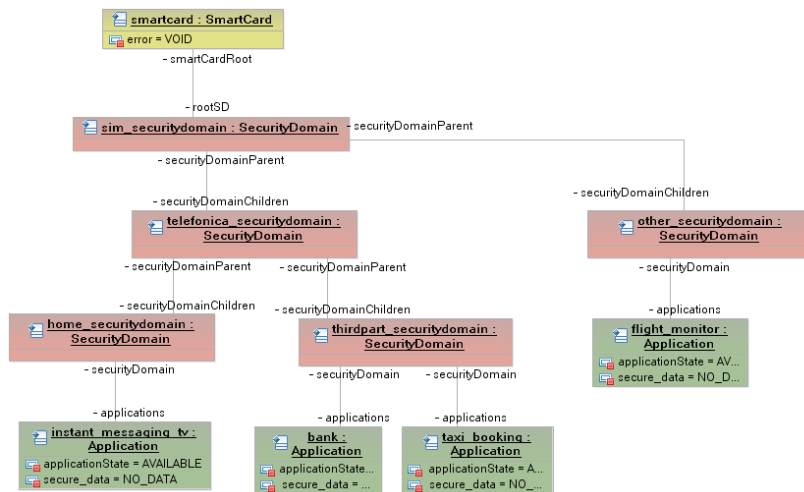 smartcard : SmartCard
error = VOID
- smartCardRoot
- rootSD
sim_securitydomain : SecurityDomain
- securityDomainParent
- securityDomainParent
- securityDomainChildren
- securityDomainChildren
telefonica_securitydomain :
SecurityDomain
other_securitydomain :
SecurityDomain
- securityDomainParent
- securityDomainParent
- securityDomain
- securityDomainChildren
- securityDomainChildren
- applications
home_securitydomain :
SecurityDomain
thirdpart_securitydomain :
SecurityDomain
flight_monitor :
Application
applicationState = AV...
secure_data = NO_D...
- securityDomain
- securityDomain
- securityDomain
- applications
- applications
- applications
instant_messaging_tv :
Application
applicationState = AVAILABLE
secure_data = NO_DATA
bank :
Application
applicationState...
secure_data = ...
taxi_booking :
Application
applicationState = A...
secure_data = NO_...